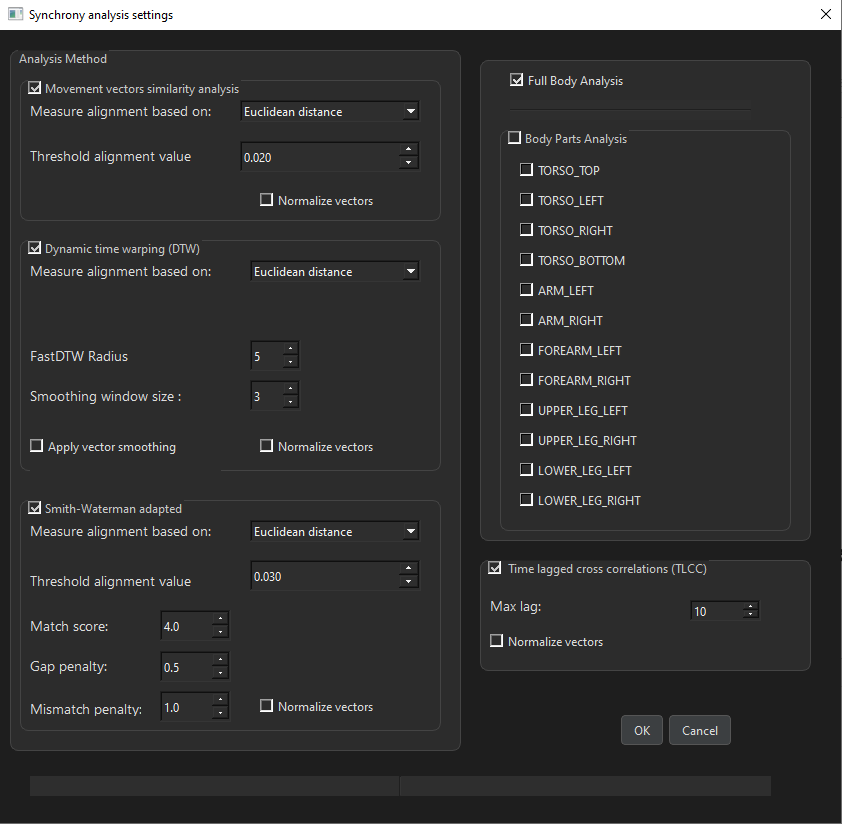 Synchrony analysis settings
Analysis Method
Movement vectors similarity analysis
Measure alignment based on: Euclidean distance
Threshold alignment value 0.020
Normalize vectors
Dynamic time warping (DTW)
Measure alignment based on: Euclidean distance
FastDTW Radius 5
Smoothing window size : 3
Apply vector smoothing Normalize vectors
Smith-Waterman adapted
Measure alignment based on: Euclidean distance
Threshold alignment value 0.030
Match score: 4.0
Gap penalty: 0.5
Mismatch penalty: 1.0 Normalize vectors
Full Body Analysis
Body Parts Analysis
TORSO_TOP
TORSO_LEFT
TORSO_RIGHT
TORSO_BOTTOM
ARM_LEFT
ARM_RIGHT
FOREARM_LEFT
FOREARM_RIGHT
UPPER_LEG_LEFT
UPPER_LEG_RIGHT
LOWER_LEG_LEFT
LOWER_LEG_RIGHT
Time lagged cross correlations (TLCC)
Max lag: 10
Normalize vectors
OK Cancel